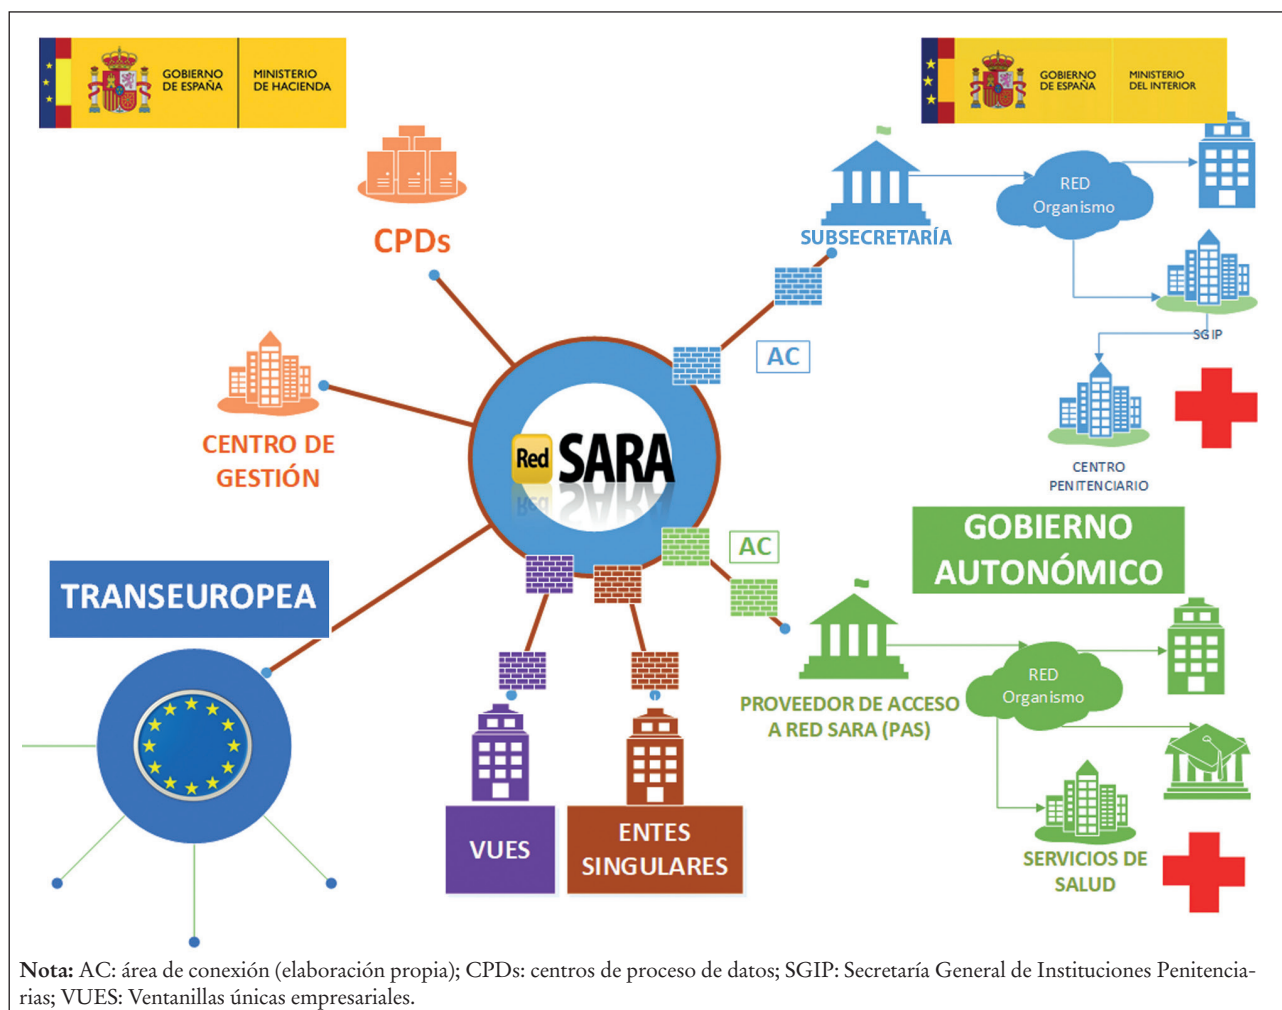 GOBIERNO
DE ESPAÑA
MINISTERIO
DE HACIENDA
GOBIERNO
DE ESPAÑA
MINISTERIO
DEL INTERIOR
CPDs
SUBSECRETARÍA
RED
Organismo
SGIP
AC
CENTRO
PENITENCIARIO
CENTRO DE
GESTIÓN
Red SARA
TRANSEUROPEA
AC
GOBIERNO
AUTONÓMICO
PROVEEDOR DE ACCESO
A RED SARA (PAS)
RED
Organismo
VUES
ENTES
SINGULARES
SERVICIOS DE
SALUD
Nota: AC: área de conexión (elaboración propia); CPDs: centros de proceso de datos; SGIP: Secretaría General de Instituciones Penitencia-
rias; VUES: Ventanillas únicas empresariales.